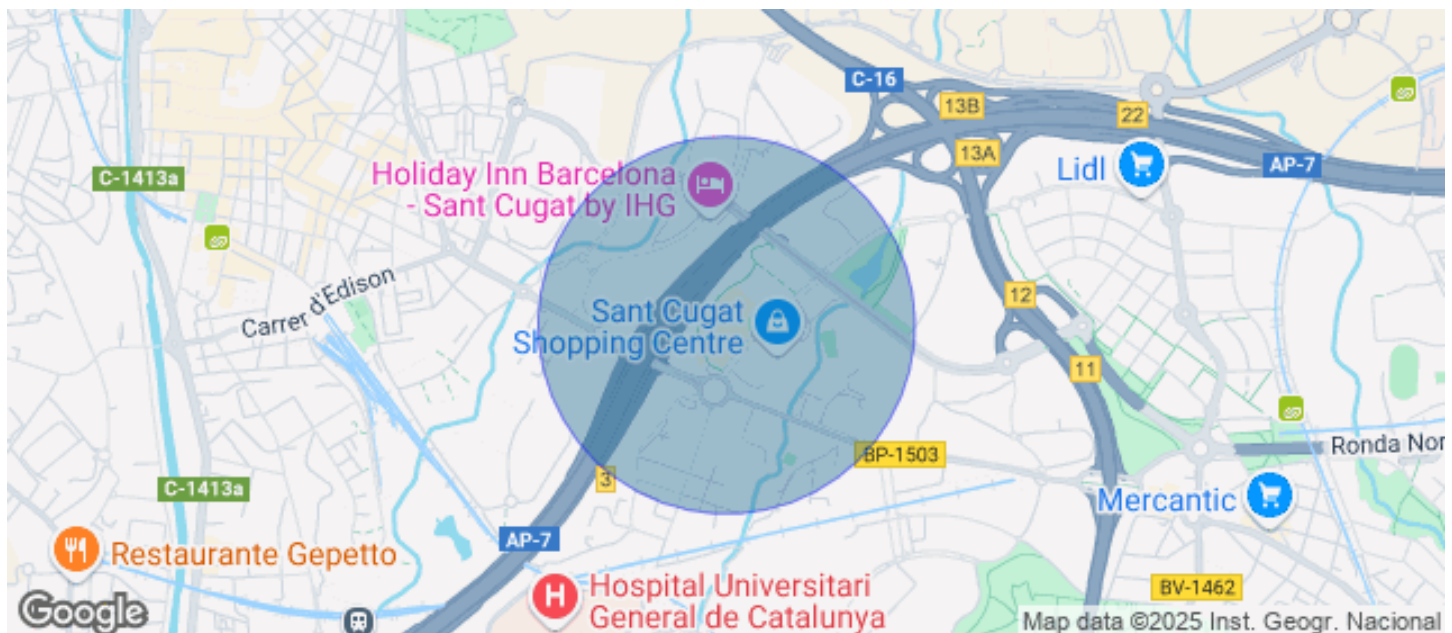 C-16
13B
22
13A
AP-7
Lidl
C-1413a
Holiday Inn Barcelona
- Sant Cugat by IHG
Carrer d'Edison
Sant Cugat
Shopping Centre
12
11
BP-1503
Ronda Nor
3
C-1413a
Mercantic
AP-7
Restaurante Gepetto
Hospital Universitari
General de Catalunya
BV-1462
Google
Map data ©2025 Inst. Geogr. Nacional